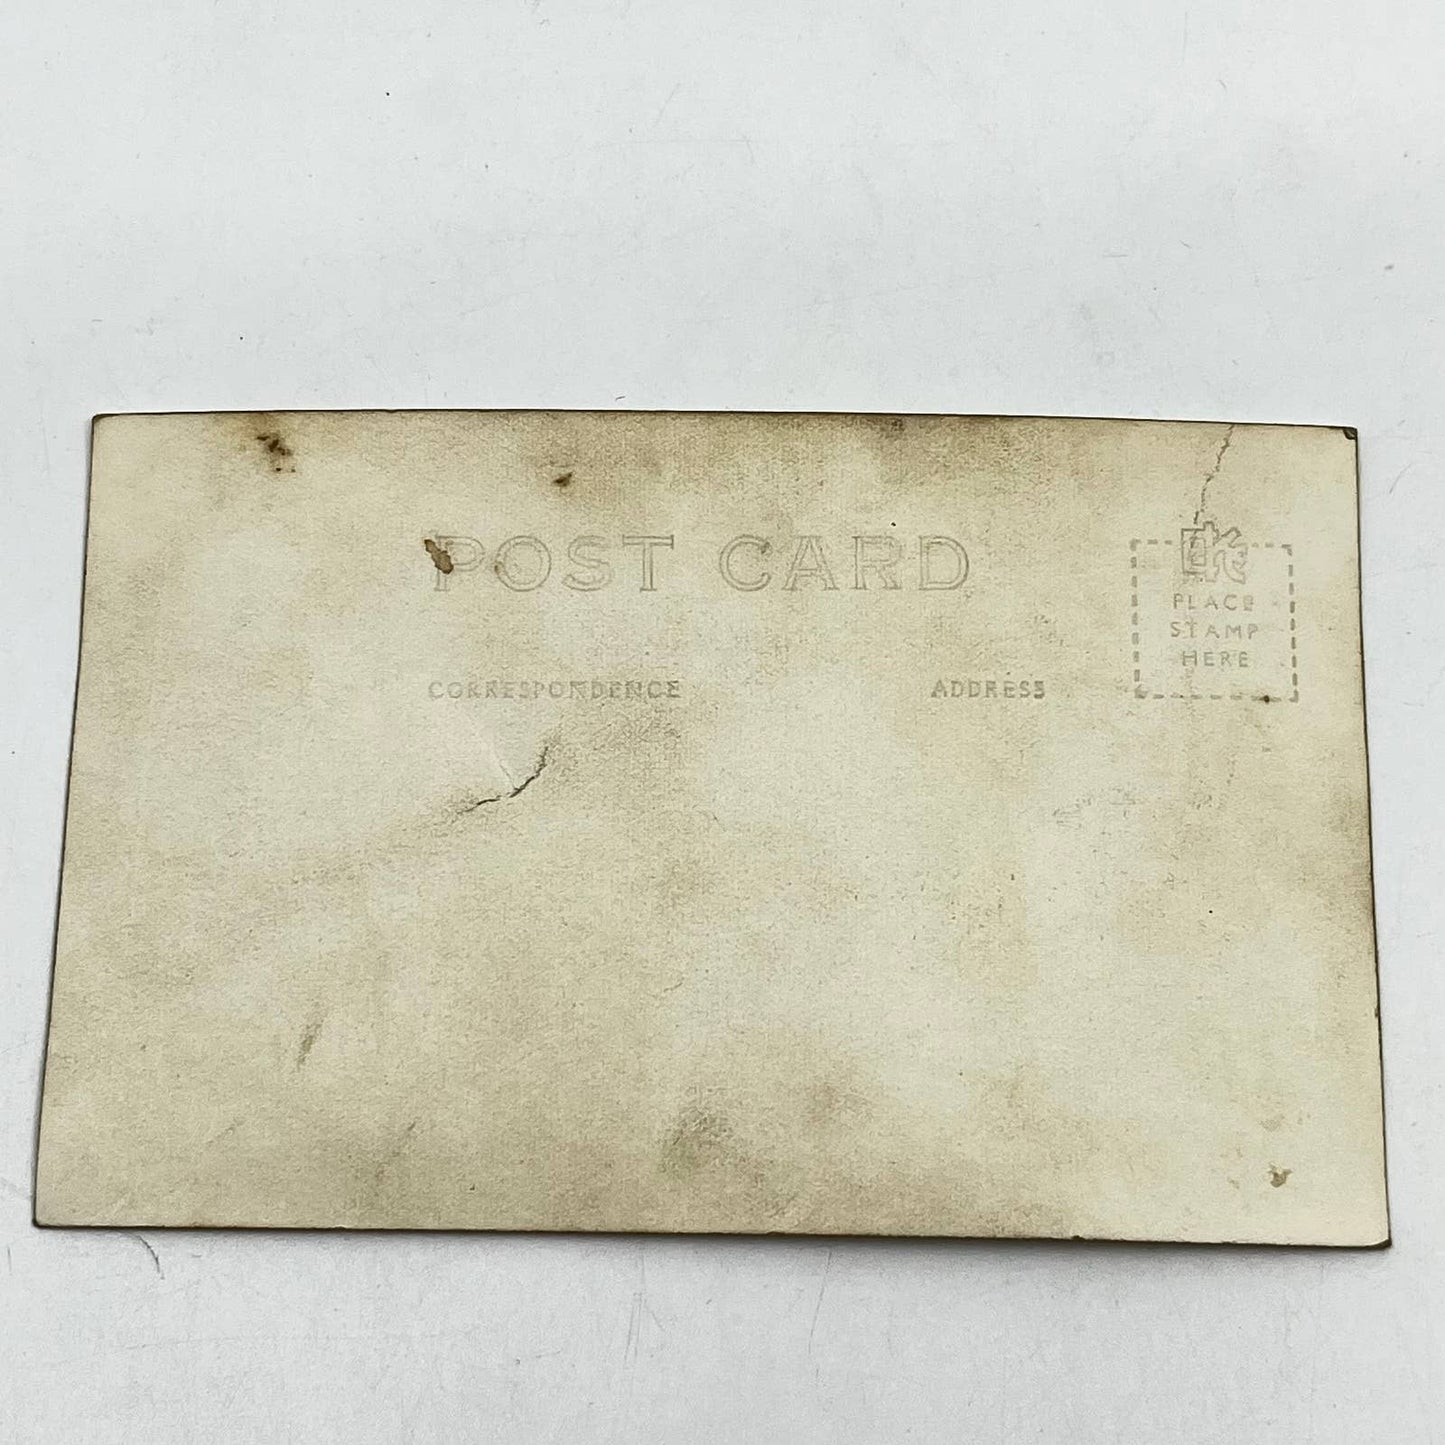 POST CARD
CORRESPONDENCE
ADDRESS
PLACE
STAMP
HERE